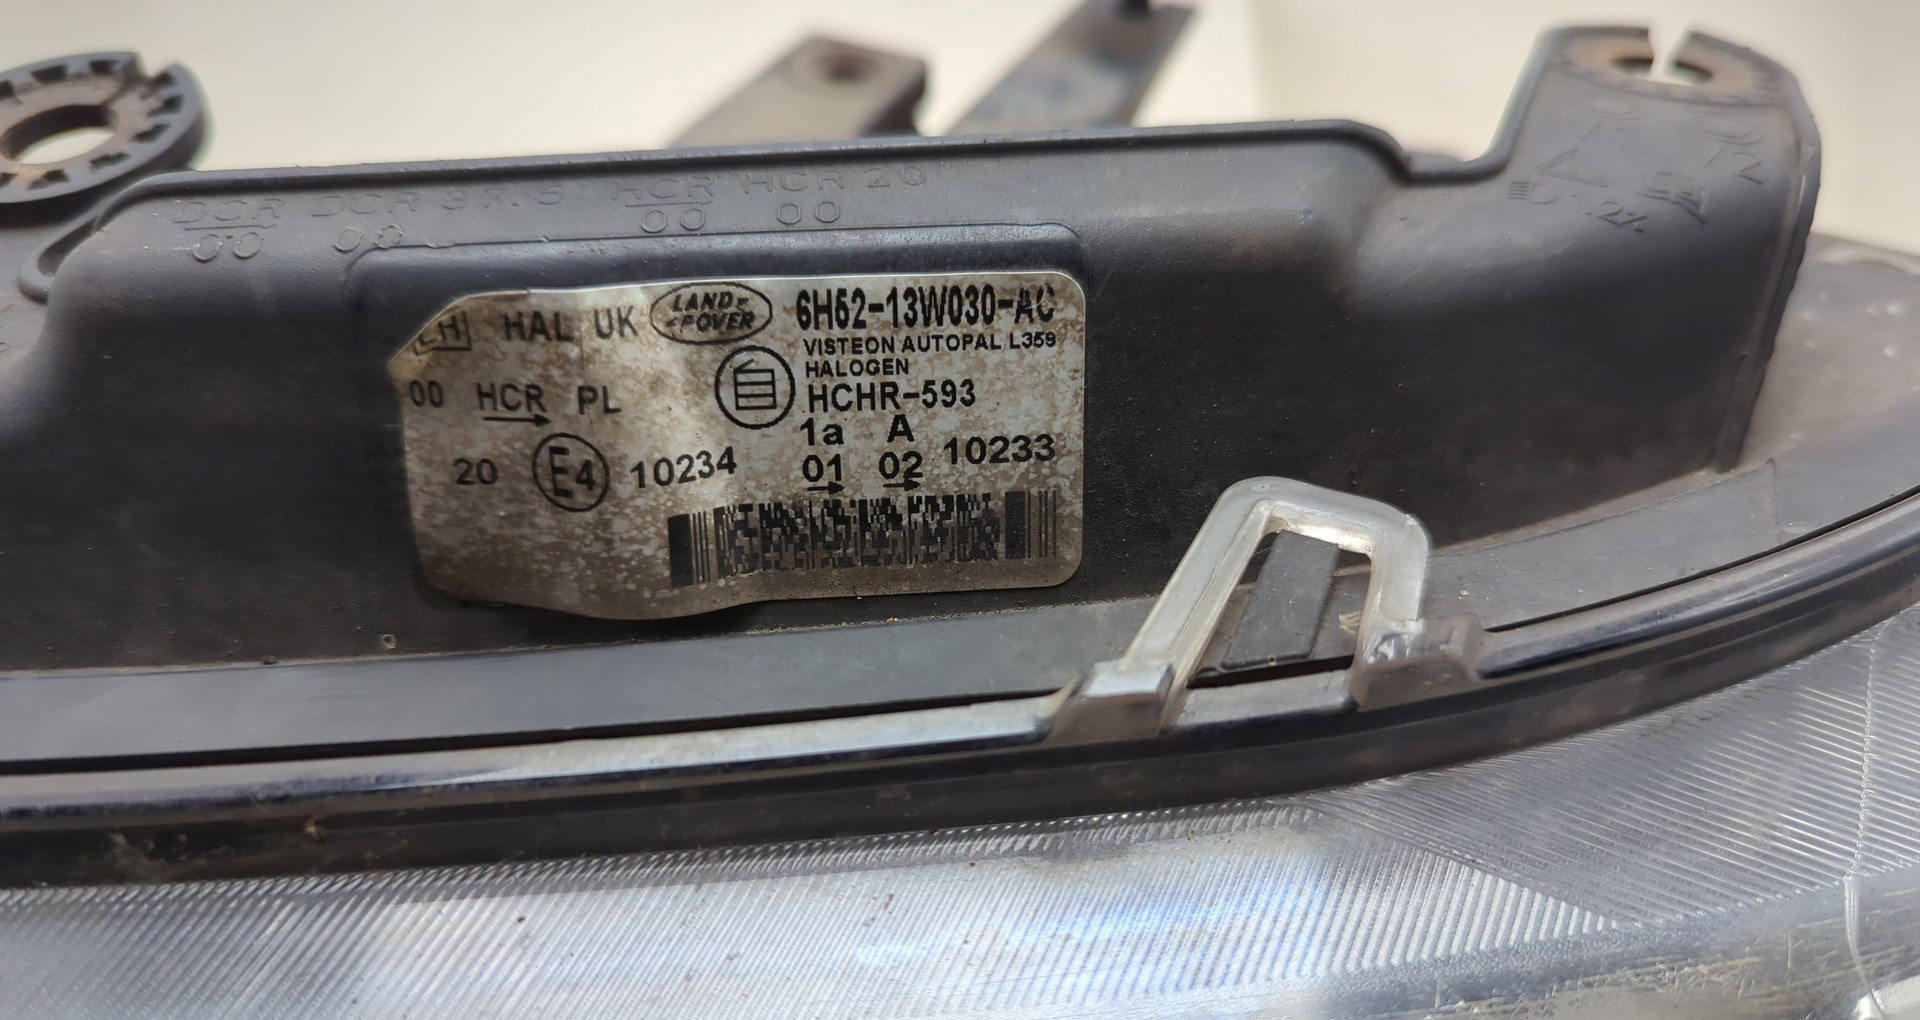 DCR DCR 3X.5 HCR HCR 20
00 00 00 00
LH HAL UK LAND ROVER 6H52-13W030-AC
VISTEON AUTOPAL L359
HALOGEN
00 HCR PL HCHR-593
1a A
20 E4 10234 01 02 10233